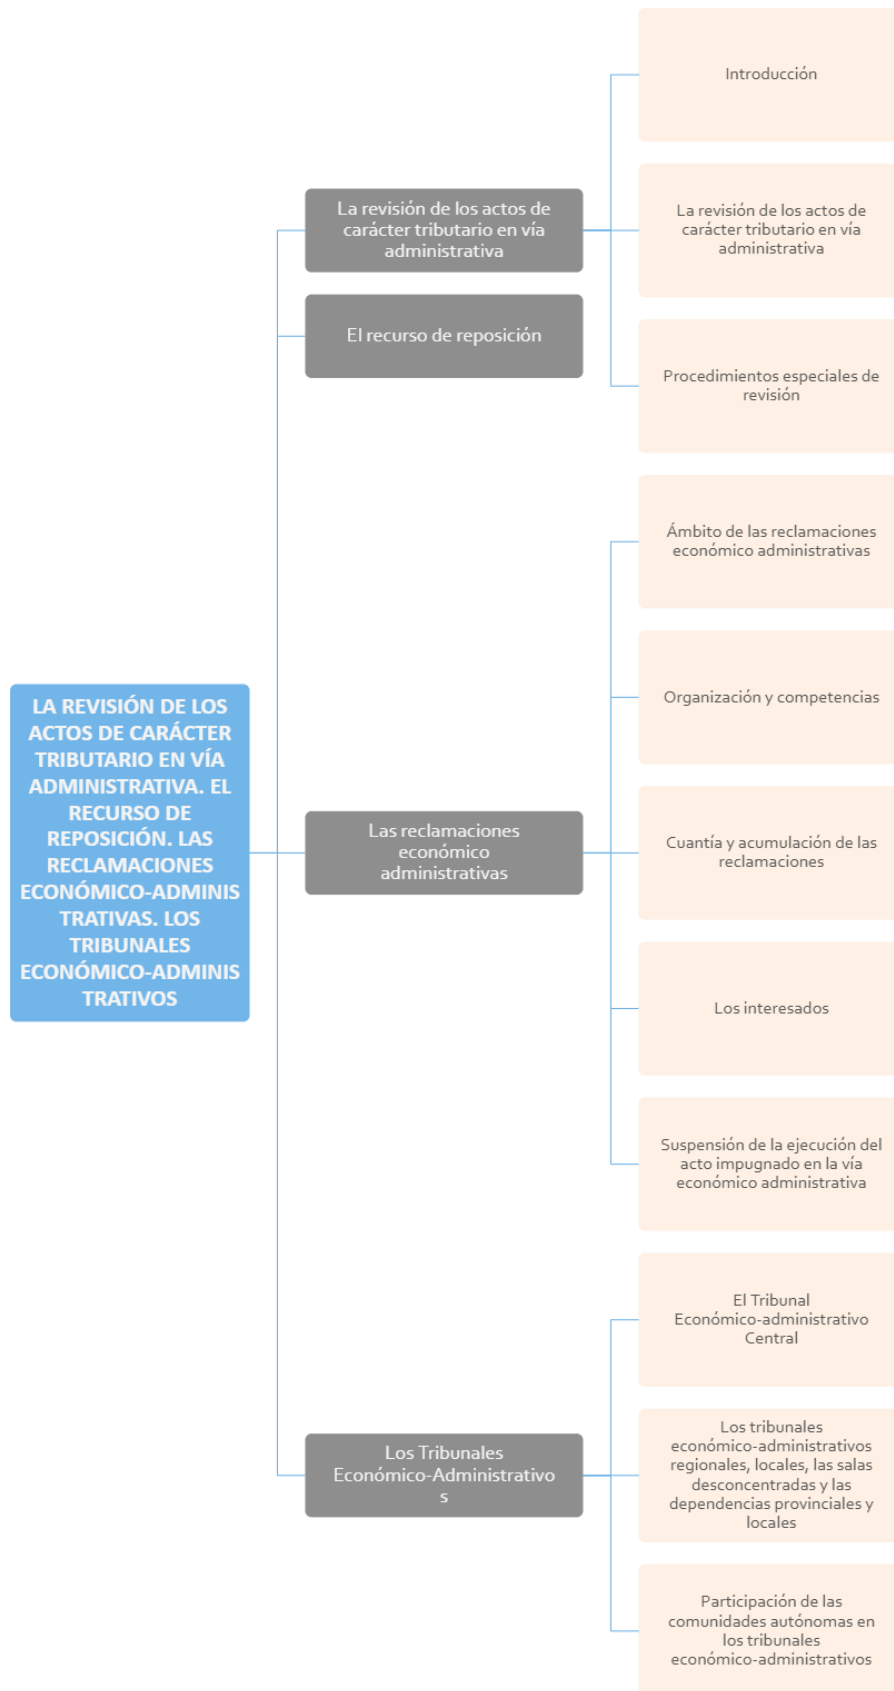 LA REVISIÓN DE LOS
ACTOS DE CARÁCTER
TRIBUTARIO EN VÍA
ADMINISTRATIVA. EL
RECURSO DE
REPOSICIÓN. LAS
RECLAMACIONES
ECONÓMICO-ADMINIS
TRATIVAS. LOS
TRIBUNALES
ECONÓMICO-ADMINIS
TRATIVOS
La revisión de los actos de
carácter tributario en vía
administrativa
Introducción
La revisión de los actos de
carácter tributario en vía
administrativa
Procedimientos especiales de
revisión
El recurso de reposición
Las reclamaciones
económico
administrativas
Ámbito de las reclamaciones
económico administrativas
Organización y competencias
Cuantía y acumulación de las
reclamaciones
Los interesados
Suspensión de la ejecución del
acto impugnado en la vía
económico administrativa
Los Tribunales
Económico-Administrativo
s
El Tribunal
Económico-administrativo
Central
Los tribunales
económico-administrativos
regionales, locales, las salas
desconcentradas y las
dependencias provinciales y
locales
Participación de las
comunidades autónomas en
los tribunales
económico-administrativos